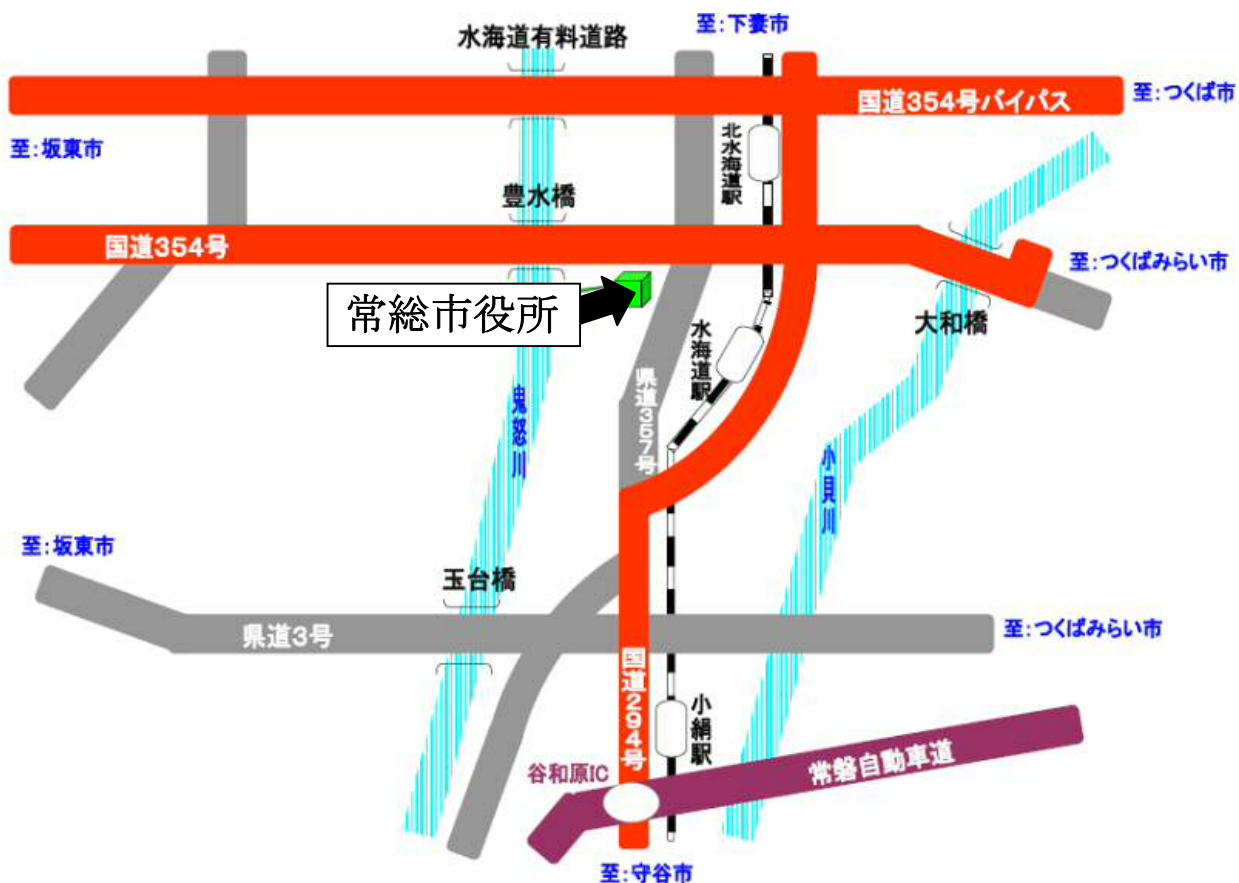 至:下妻市
水海道有料道路
国道354号バイパス
至:つくば市
至:坂東市
北水海道駅
豊水橋
国道354号
至:つくばみらい市
常総市役所
大和橋
水海道駅
県道357号
鬼怒川
小貝川
至:坂東市
玉台橋
県道3号
至:つくばみらい市
国道294号
小絹駅
谷和原IC
常磐自動車道
至:守谷市